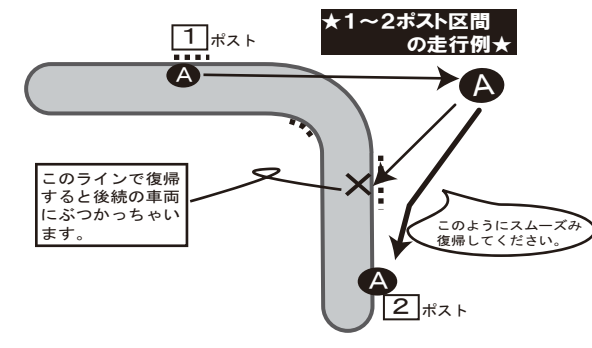 ★１～２ポスト区間
の走行例★
１ ポスト
A
A
このラインで復帰
すると後続の車両
にぶつかっちゃい
ます。
このようにスムーズみ
復帰してください。
A
２ ポスト